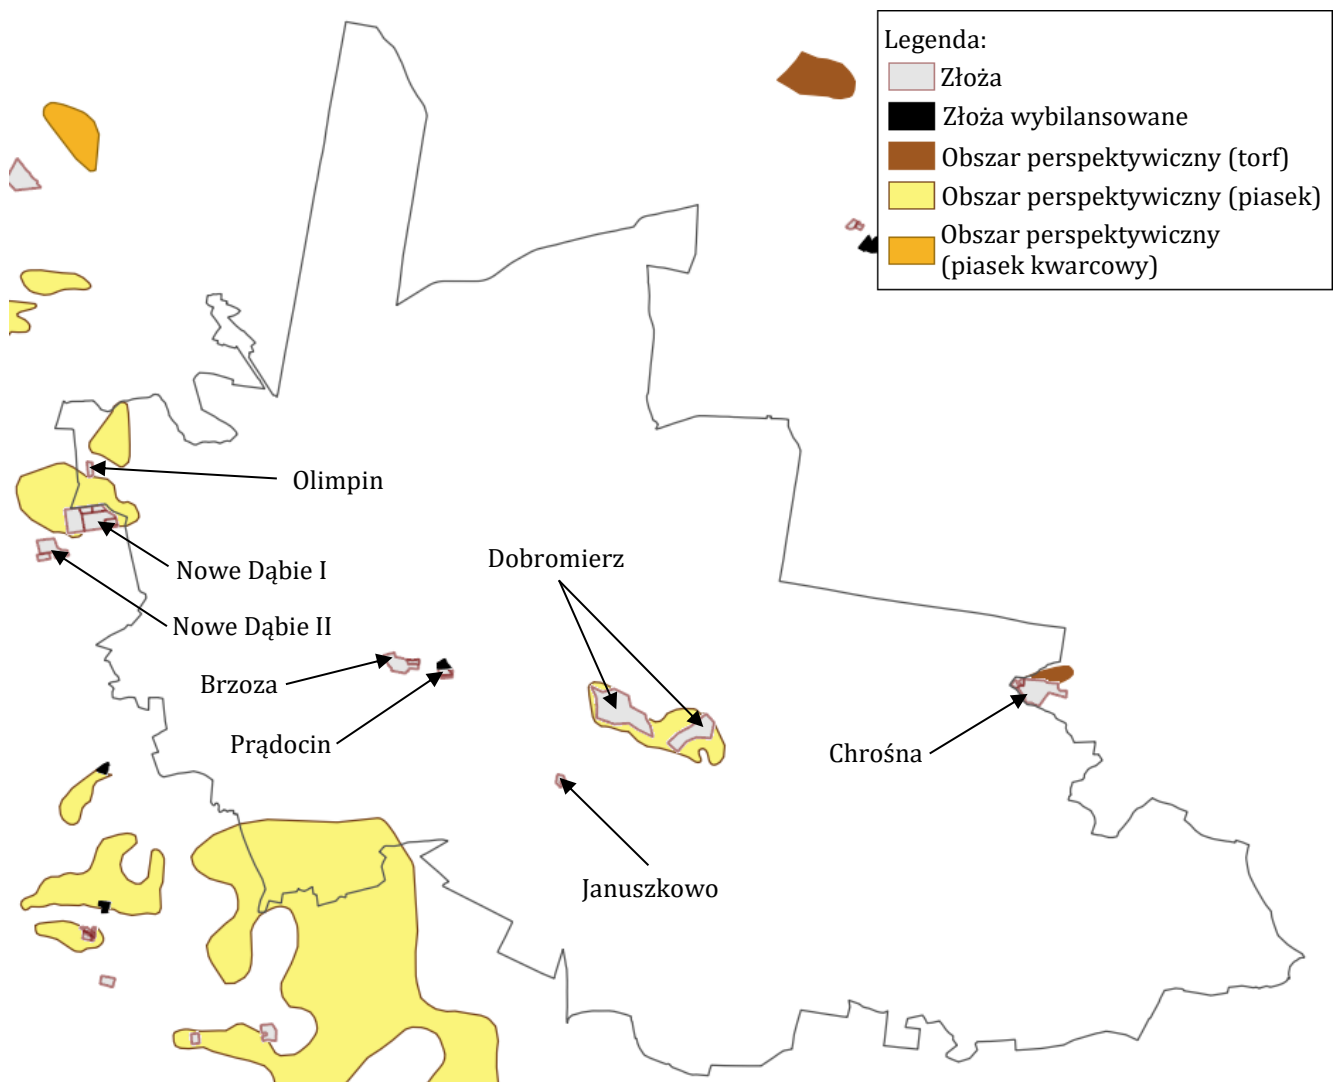 Legenda:
Złoża
Złoża wybilansowane
Obszar perspektywiczny (torf)
Obszar perspektywiczny (piasek)
Obszar perspektywiczny
(piasek kwarcowy)
Olimpin
Nowe Dąbie I
Dobromierz
Nowe Dąbie II
Brzoza
Prądocin
Chrośna
Januszkowo